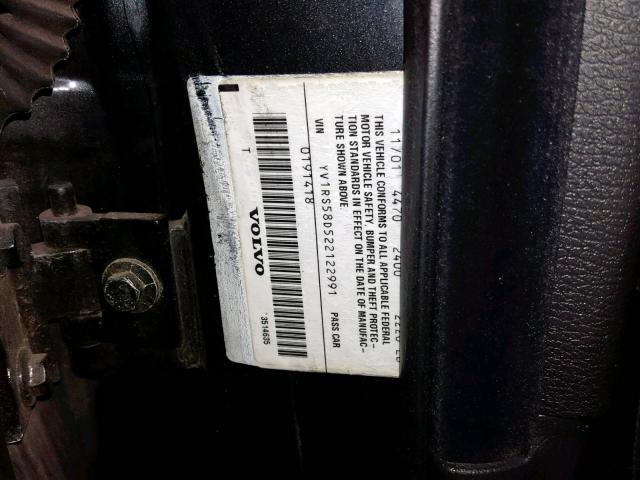 11/01 4470 2400
THIS VEHICLE CONFORMS TO ALL APPLICABLE FEDERAL
MOTOR VEHICLE SAFETY, BUMPER AND THEFT PROTEC-
TION STANDARDS IN EFFECT ON THE DATE OF MANUFAC-
TURE SHOWN ABOVE.
VIN YV1RS58D522122991 PASS CAR
0191418
T VOLVO 3514635